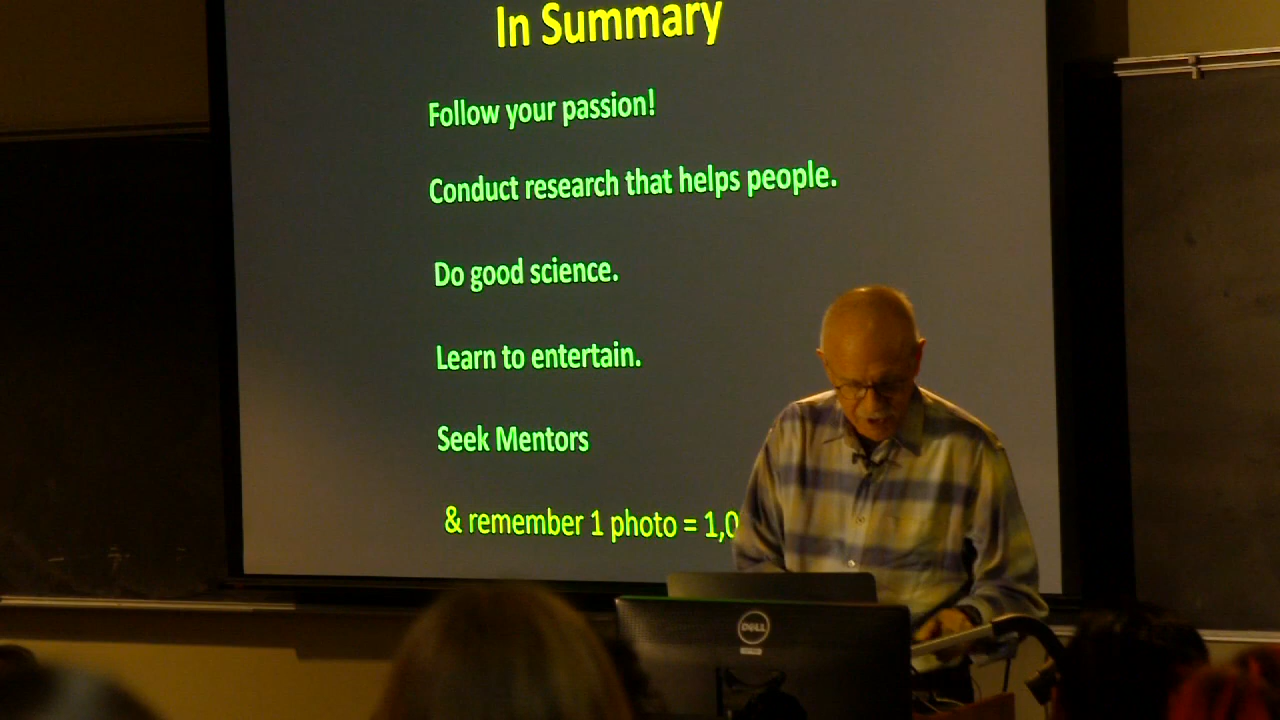 In Summary
Follow your passion!
Conduct research that helps people.
Do good science.
Learn to entertain.
Seek Mentors
& remember 1 photo = 1,0
DELL